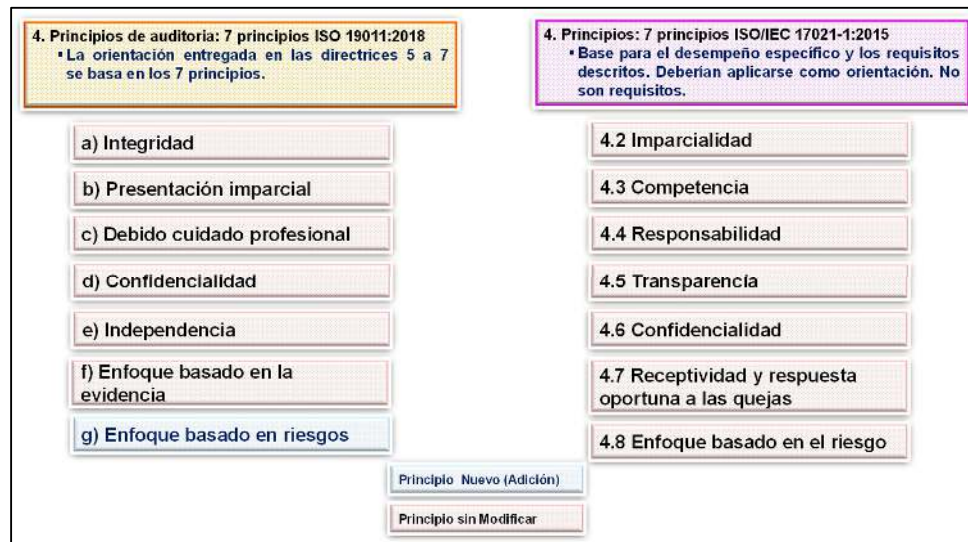 4. Principios de auditoria: 7 principios ISO 19011:2018
▪ La orientación entregada en las directrices 5 a 7
se basa en los 7 principios.
a) Integridad
b) Presentación imparcial
c) Debido cuidado profesional
d) Confidencialidad
e) Independencia
f) Enfoque basado en la
evidencia
g) Enfoque basado en riesgos
4. Principios: 7 principios ISO/IEC 17021-1:2015
▪ Base para el desempeño específico y los requisitos
descritos. Deberían aplicarse como orientación. No
son requisitos.
4.2 Imparcialidad
4.3 Competencia
4.4 Responsabilidad
4.5 Transparencia
4.6 Confidencialidad
4.7 Receptividad y respuesta
oportuna a las quejas
4.8 Enfoque basado en el riesgo
Principio Nuevo (Adición)
Principio sin Modificar